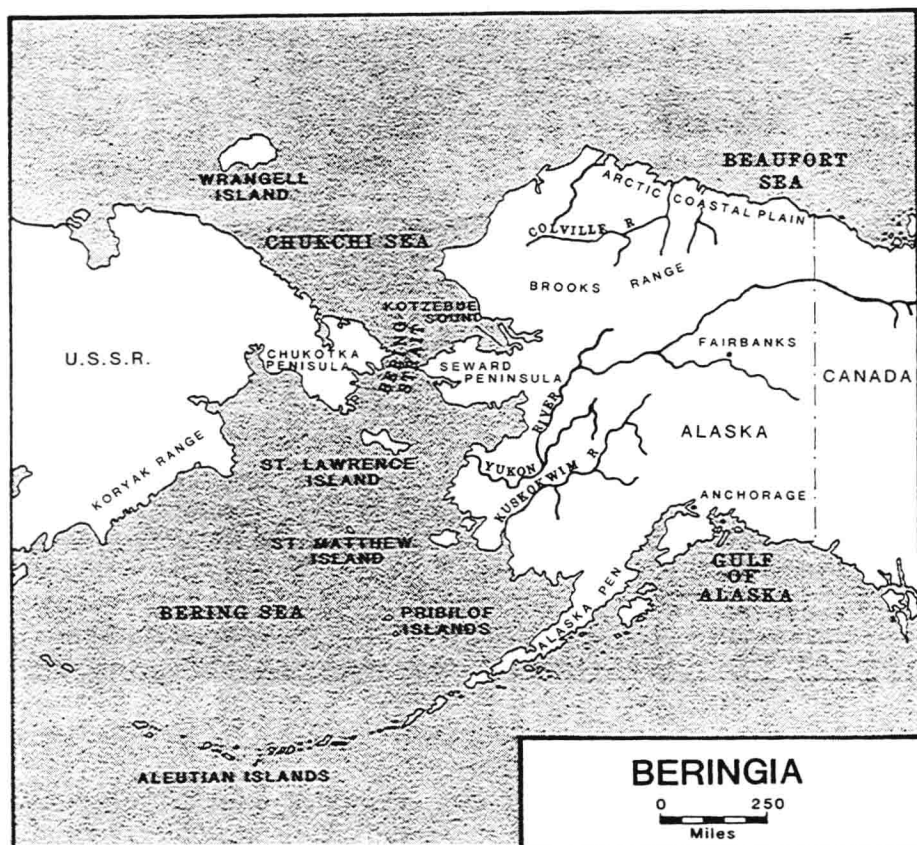 BEAUFORT
SEA
WRANGELL
ISLAND
ARCTIC COASTAL PLAIN
COLVILLE R
CHUKCHI SEA
BROOKS RANGE
KOTZEBUE
SOUND
BERING
STRAIT
FAIRBANKS
U.S.S.R.
CHUKOTKA
PENISULA
SEWARD
PENINSULA
CANADA
RIVER
YUKON
ALASKA
KORYAK RANGE
ST. LAWRENCE
ISLAND
KUSKOKWIM R
ANCHORAGE
ST. MATTHEW
ISLAND
GULF
OF
ALASKA
BERING SEA
PRIBILOF
ISLANDS
ALASKA PEN
ALEUTIAN ISLANDS
BERINGIA
0 250
Miles